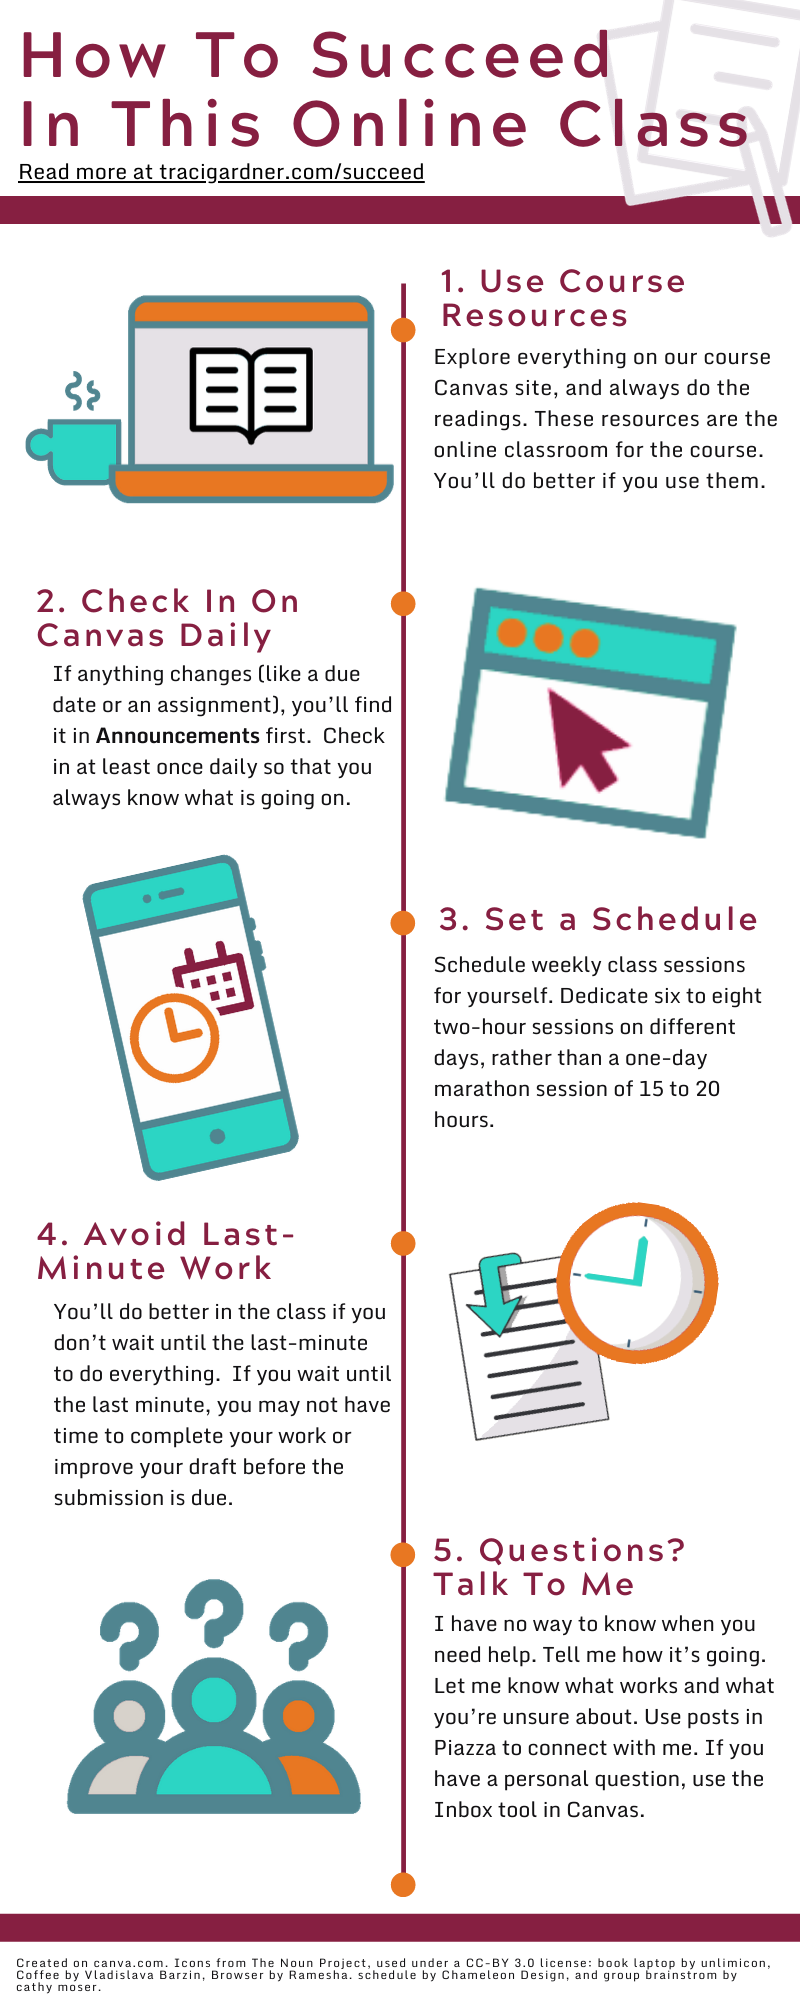 How To Succeed
In This Online Class
Read more at tracigardner.com/succeed
1. Use Course
Resources
Explore everything on our course
Canvas site, and always do the
readings. These resources are the
online classroom for the course.
You'll do better if you use them.
2. Check In On
Canvas Daily
If anything changes (like a due
date or an assignment), you'll find
it in Announcements first.  Check
in at least once daily so that you
always know what is going on.
3. Set a Schedule
Schedule weekly class sessions
for yourself. Dedicate six to eight
two-hour sessions on different
days, rather than a one-day
marathon session of 15 to 20
hours.
4. Avoid Last-
Minute Work
You'll do better in the class if you
don't wait until the last-minute
to do everything.  If you wait until
the last minute, you may not have
time to complete your work or
improve your draft before the
submission is due.
5. Questions?
Talk To Me
I have no way to know when you
need help. Tell me how it's going.
Let me know what works and what
you're unsure about. Use posts in
Piazza to connect with me. If you
have a personal question, use the
Inbox tool in Canvas.
Created on canva.com. Icons from The Noun Project, used under a CC-BY 3.0 license: book laptop by unlimicon,
Coffee by Vladislava Barzin, Browser by Ramesha. schedule by Chameleon Design, and group brainstrom by
cathy moser.